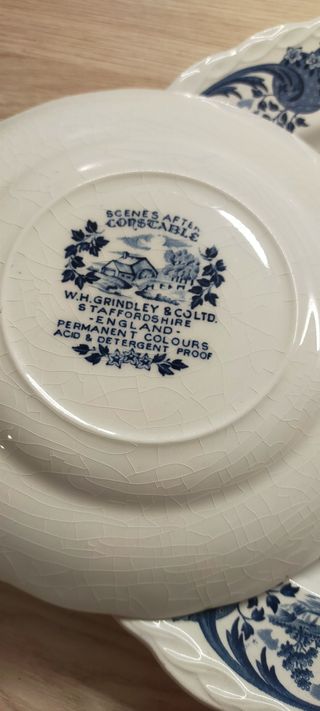 SCENES AFTER
CONSTABLE
W.H. GRINDLEY & CO LTD.
STAFFORDSHIRE
-ENGLAND-
PERMANENT COLOURS
ACID & DETERGENT PROOF